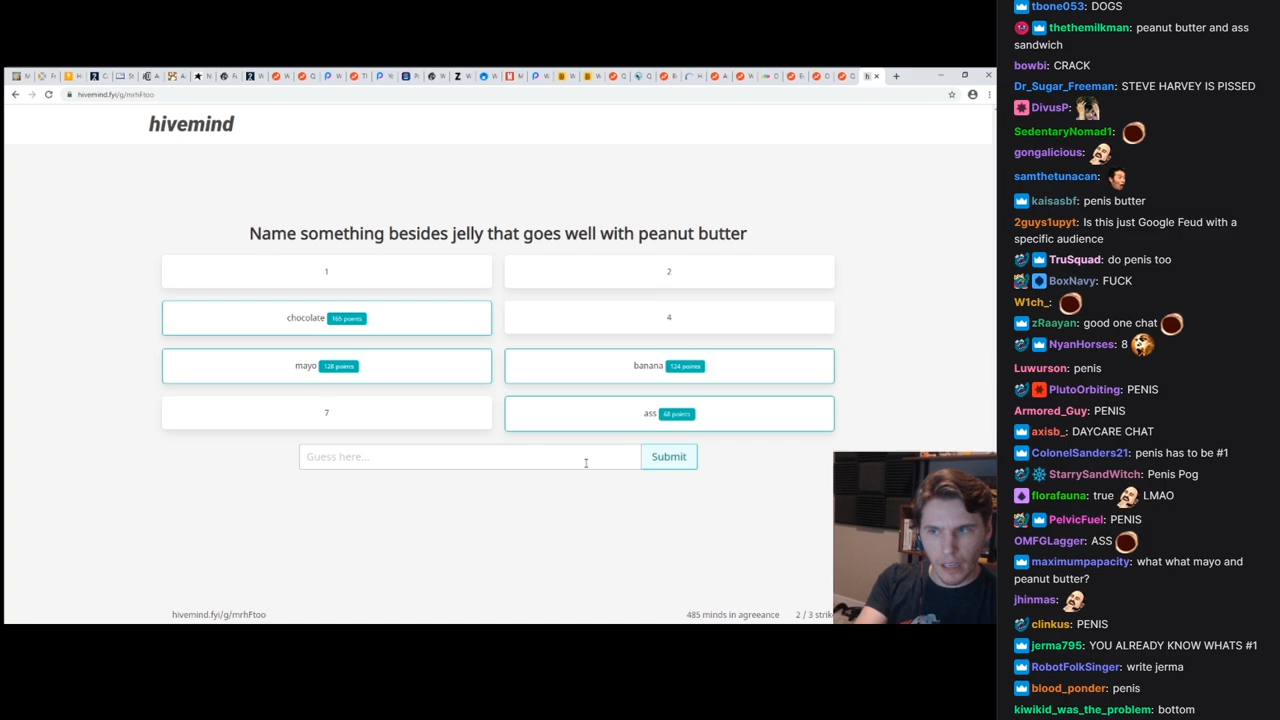 hivemind.fyi/g/mrhFtoo
hivemind
Name something besides jelly that goes well with peanut butter
1
2
chocolate 165 points
4
mayo 128 points
banana 124 points
7
ass 68 points
Guess here...
Submit
hivemind.fyi/g/mrhFtoo
485 minds in agreeance
2 / 3 strik
tbone053: DOGS
thethemilkman: peanut butter and ass
sandwich
bowbi: CRACK
Dr_Sugar_Freeman: STEVE HARVEY IS PISSED
DivusP:
SedentaryNomad1:
gongalicious:
samthetunacan:
kaisasbf: penis butter
2guys1upyt: Is this just Google Feud with a
specific audience
TruSquad: do penis too
BoxNavy: FUCK
W1ch_:
zRaayan: good one chat
NyanHorses: 8
Luwurson: penis
PlutoOrbiting: PENIS
Armored_Guy: PENIS
axisb_: DAYCARE CHAT
ColonelSanders21: penis has to be #1
StarrySandWitch: Penis Pog
florafauna: true LMAO
PelvicFuel: PENIS
OMFGLagger: ASS
maximumpapacity: what what mayo and
peanut butter?
jhinmas:
clinkus: PENIS
jerma795: YOU ALREADY KNOW WHATS #1
RobotFolkSinger: write jerma
blood_ponder: penis
kiwikid_was_the_problem: bottom